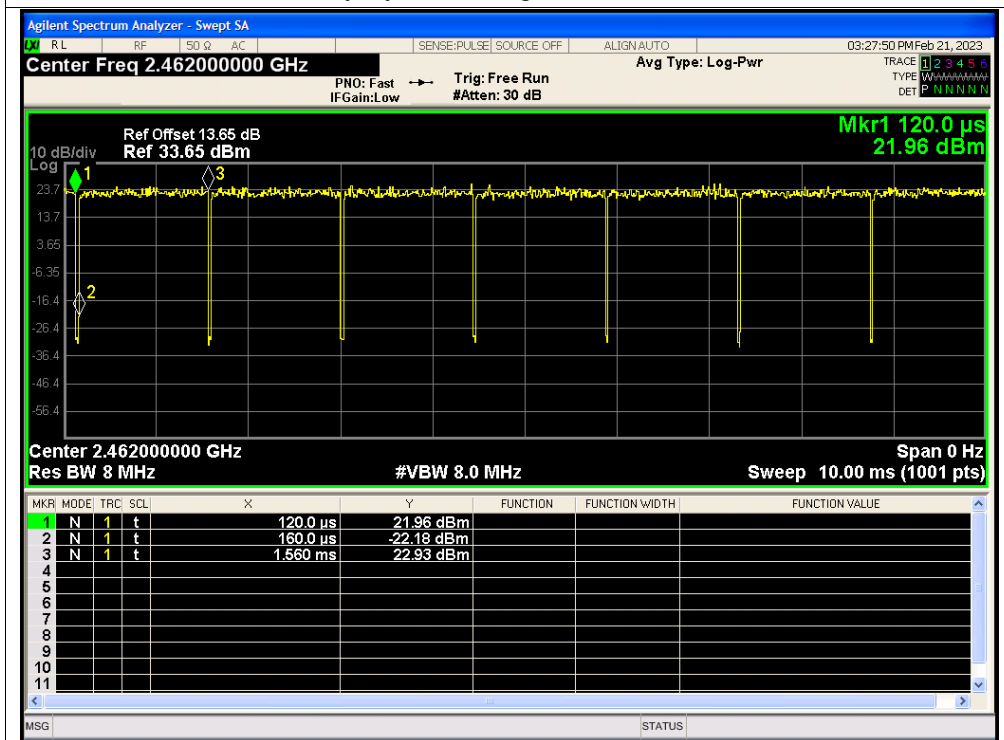 Agilent Spectrum Analyzer - Swept SA
LXI RL RF 50 Ω AC SENSE:PULSE SOURCE OFF ALIGN AUTO 03:27:50 PM Feb 21, 2023
Center Freq 2.462000000 GHz
PNO: Fast
IFGain:Low
Trig: Free Run
#Atten: 30 dB
Avg Type: Log-Pwr
TRACE 1 2 3 4 5 6
TYPE WWWWWW
DET P N N N N N
Mkr1 120.0 µs
21.96 dBm
Ref Offset 13.65 dB
10 dB/div Ref 33.65 dBm
Log
1
3
23.7
13.7
3.65
-6.35
2
-16.4
-26.4
-36.4
-46.4
-56.4
Center 2.462000000 GHz Span 0 Hz
Res BW 8 MHz #VBW 8.0 MHz Sweep 10.00 ms (1001 pts)
MKR MODE TRC SCL X Y FUNCTION FUNCTION WIDTH FUNCTION VALUE
1 N 1 t 120.0 µs 21.96 dBm
2 N 1 t 160.0 µs -22.18 dBm
3 N 1 t 1.560 ms 22.93 dBm
4
5
6
7
8
9
10
11
MSG STATUS